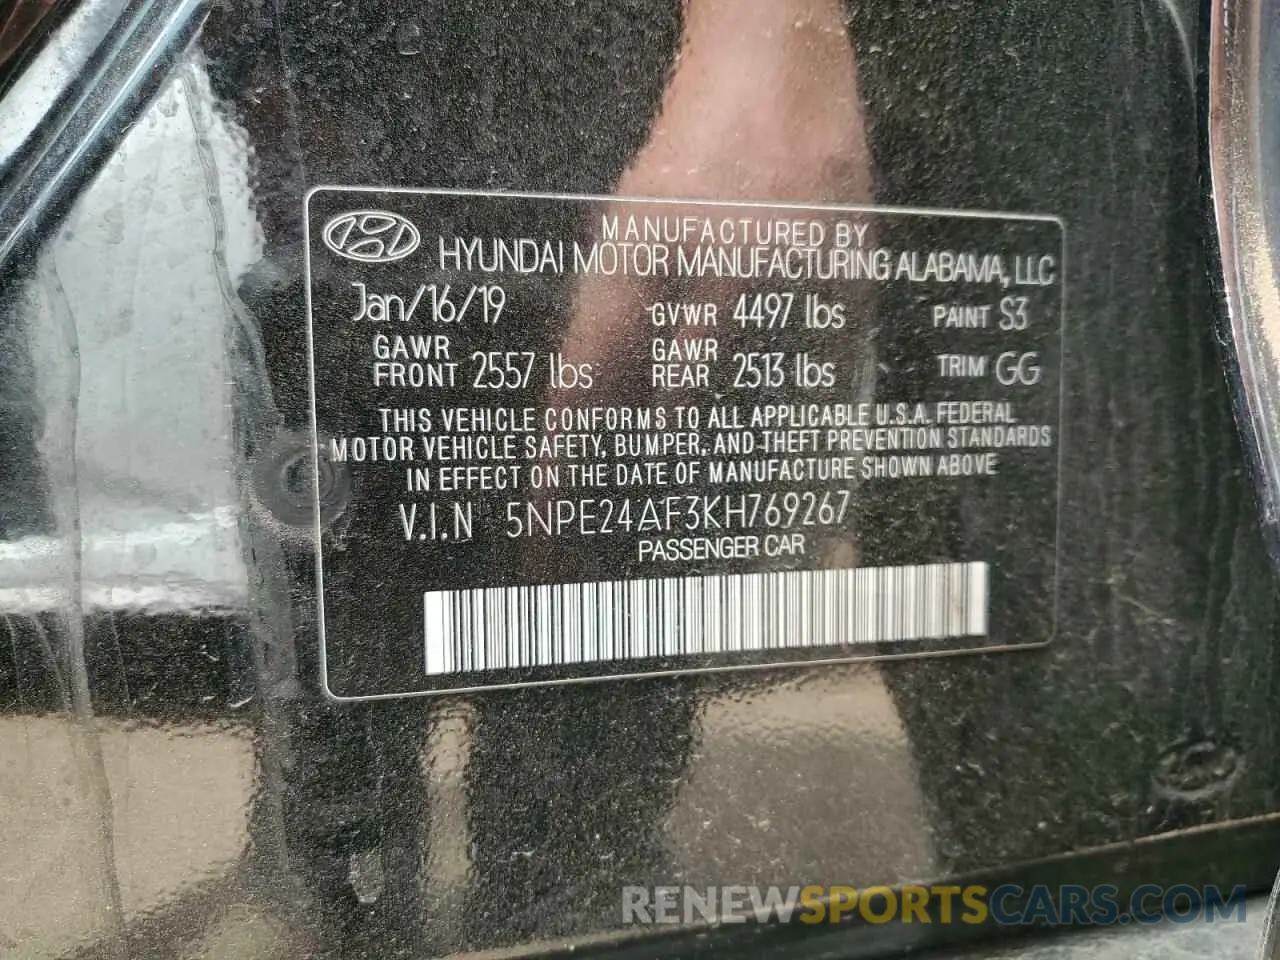 MANUFACTURED BY
HYUNDAI MOTOR MANUFACTURING ALABAMA, LLC
Jan/16/19 GVWR 4497 lbs PAINT S3
GAWR FRONT 2557 lbs GAWR REAR 2513 lbs TRIM GG
THIS VEHICLE CONFORMS TO ALL APPLICABLE U.S.A. FEDERAL
MOTOR VEHICLE SAFETY, BUMPER, AND THEFT PREVENTION STANDARDS
IN EFFECT ON THE DATE OF MANUFACTURE SHOWN ABOVE
V.I.N 5NPE24AF3KH769267
PASSENGER CAR
RENEWSPORTSCARS.COM